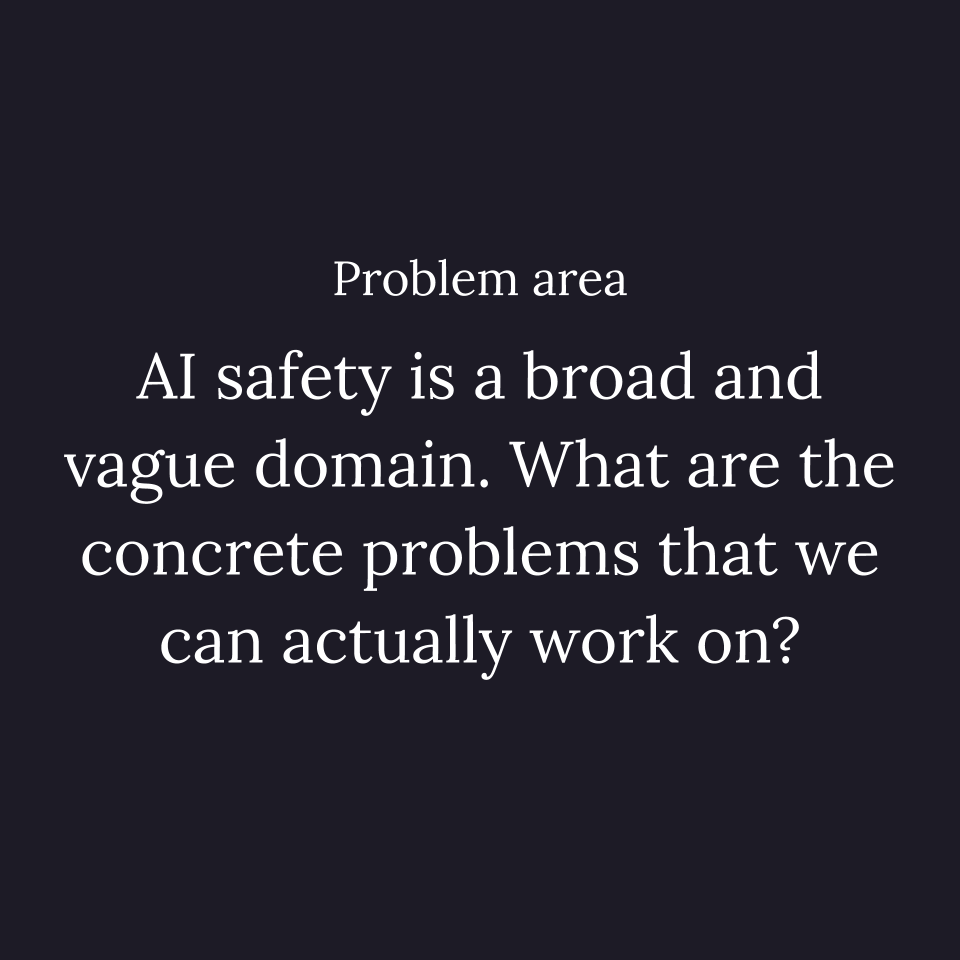 Problem area
AI safety is a broad and
vague domain. What are the
concrete problems that we
can actually work on?